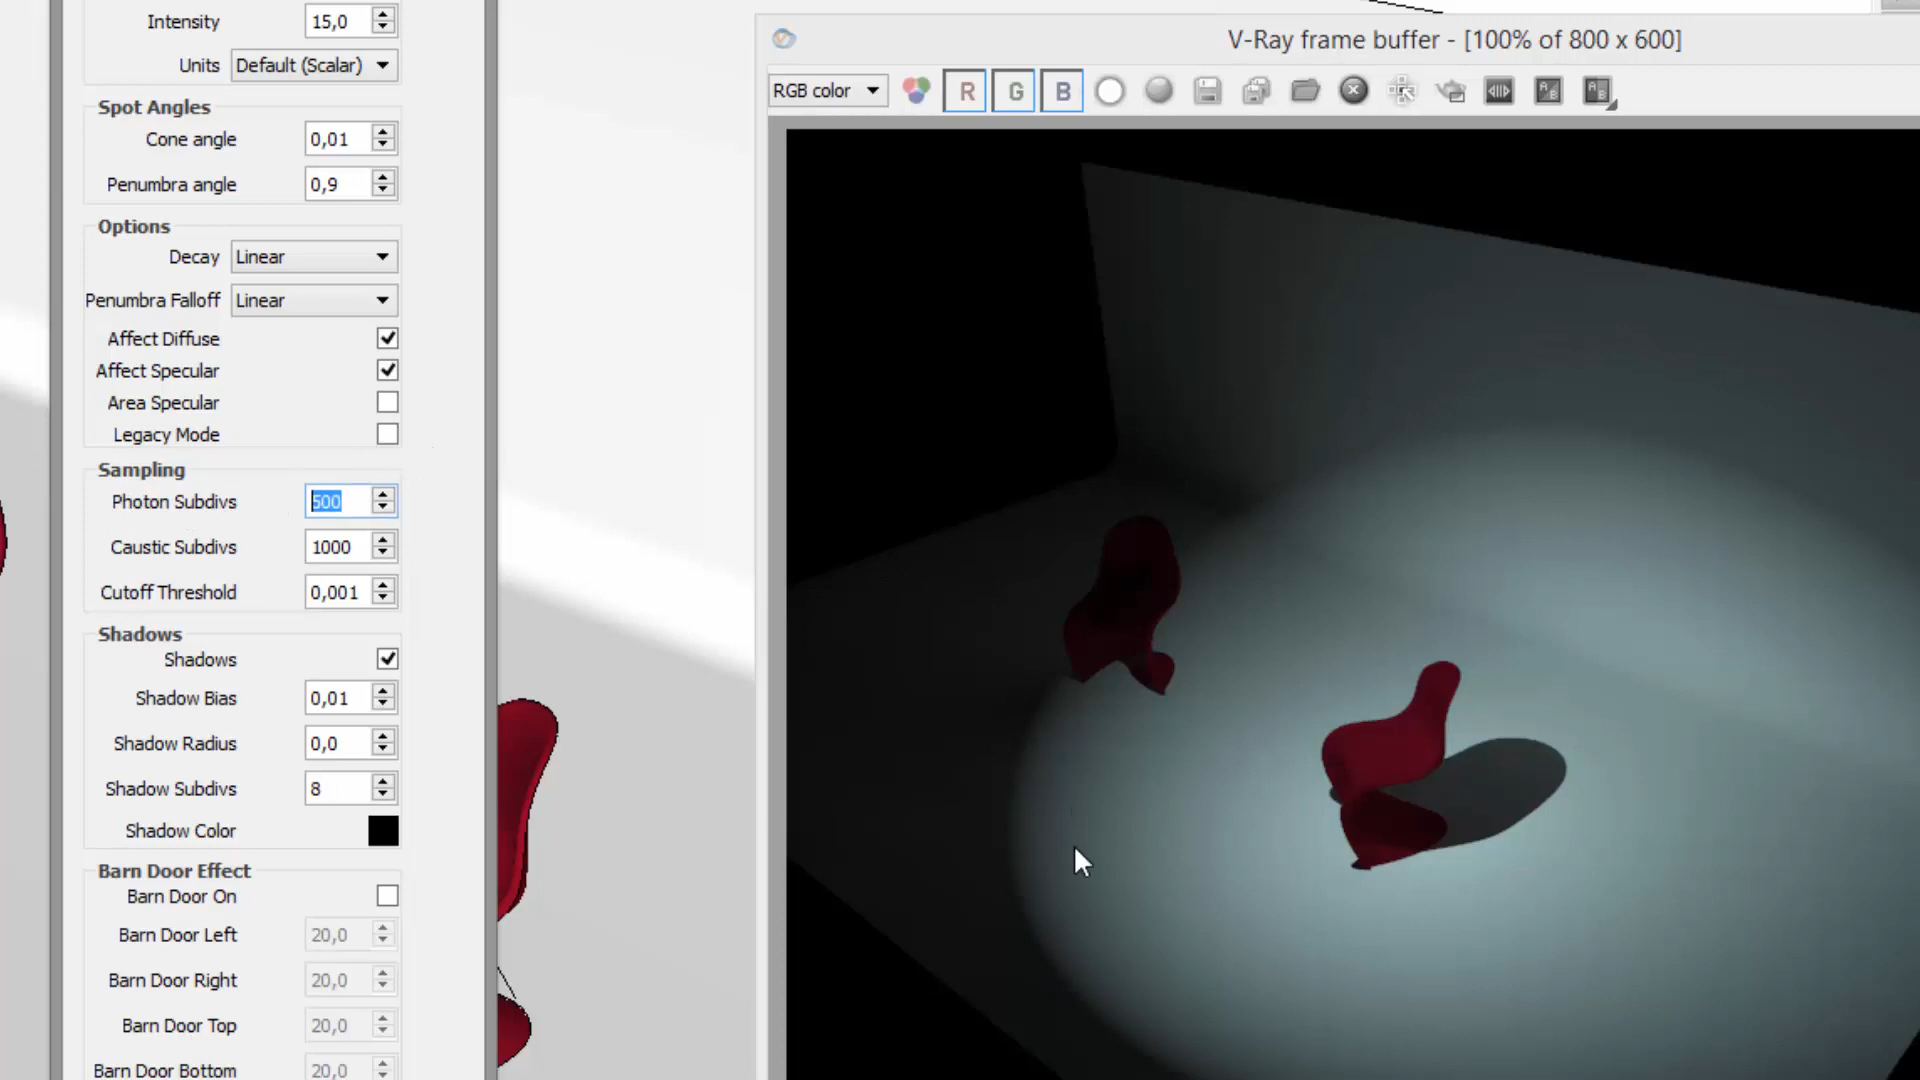 Intensity 15,0
Units Default (Scalar)
Spot Angles
Cone angle 0,01
Penumbra angle 0,9
Options
Decay Linear
Penumbra Falloff Linear
Affect Diffuse
Affect Specular
Area Specular
Legacy Mode
Sampling
Photon Subdivs 500
Caustic Subdivs 1000
Cutoff Threshold 0,001
Shadows
Shadows
Shadow Bias 0,01
Shadow Radius 0,0
Shadow Subdivs 8
Shadow Color
Barn Door Effect
Barn Door On
Barn Door Left 20,0
Barn Door Right 20,0
Barn Door Top 20,0
Barn Door Bottom 20,0
V-Ray frame buffer - [100% of 800 x 600]
RGB color R G B